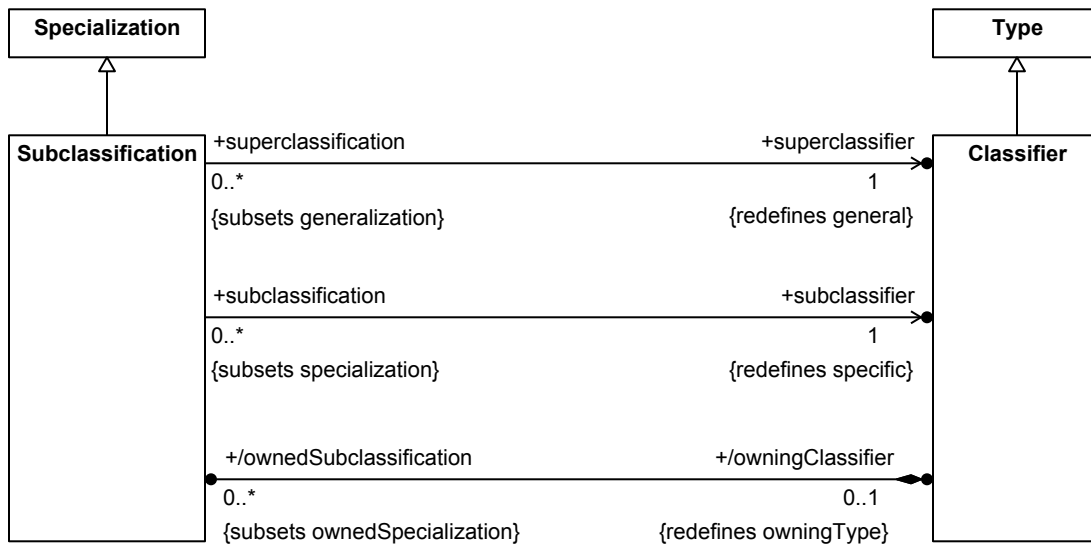 Specialization
Type
Subclassification
Classifier
+superclassification
+superclassifier
0..*
1
{subsets generalization}
{redefines general}
+subclassification
+subclassifier
0..*
1
{subsets specialization}
{redefines specific}
+/ownedSubclassification
+/owningClassifier
0..*
0..1
{subsets ownedSpecialization}
{redefines owningType}